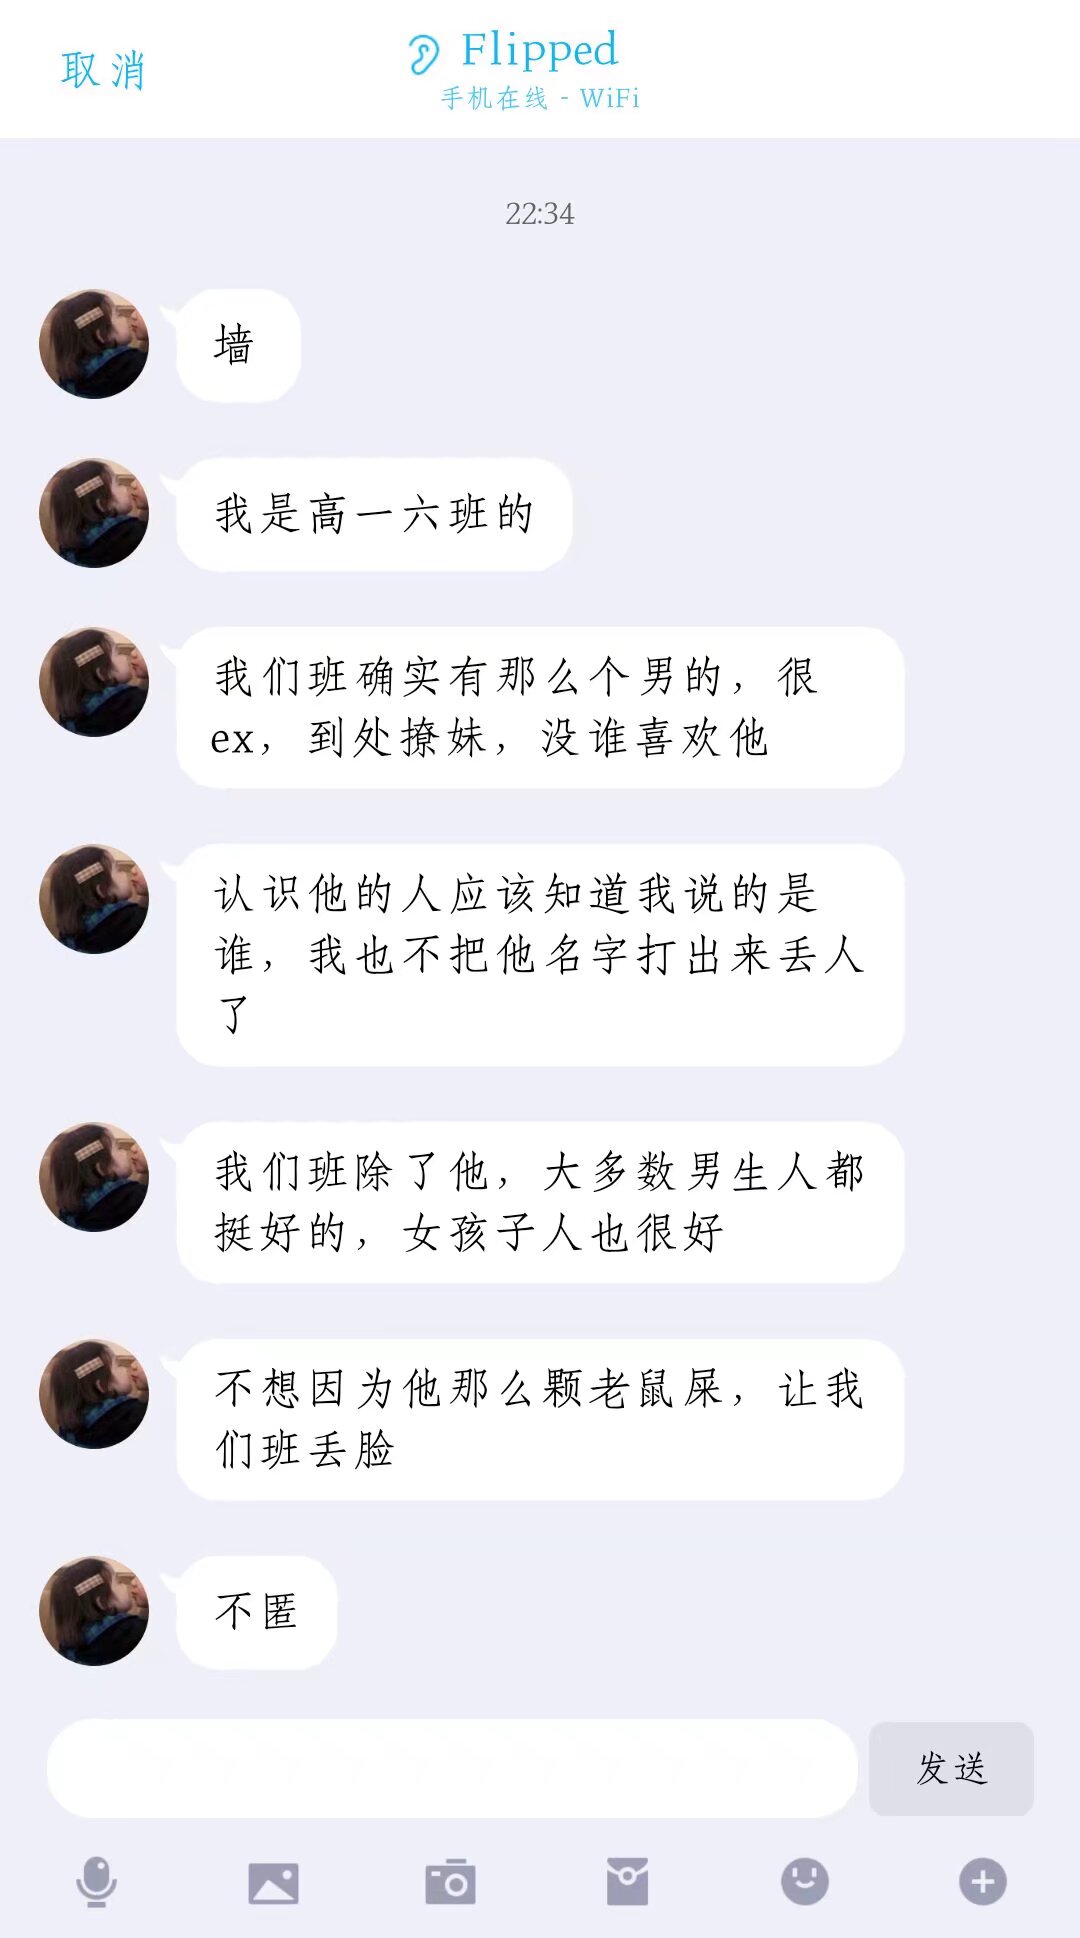 取消
Flipped
手机在线 - WiFi
22:34
墙
我是高一六班的
我们班确实有那么个男的，很
ex，到处撩妹，没谁喜欢他
认识他的人应该知道我说的是
谁，我也不把他名字打出来丢人
了
我们班除了他，大多数男生人都
挺好的，女孩子人也很好
不想因为他那么颗老鼠屎，让我
们班丢脸
不匿
发送